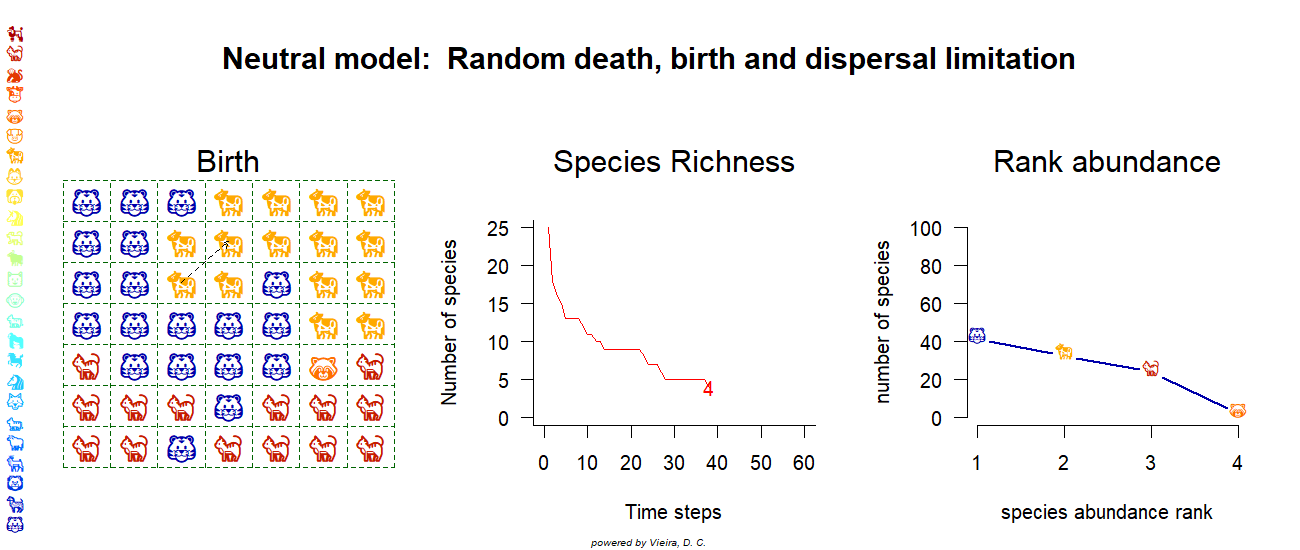 Neutral model:  Random death, birth and dispersal limitation
Birth
Species Richness
Number of species
25
20
15
10
5
0
4
0 10 20 30 40 50 60
Time steps
Rank abundance
number of species
100
80
60
40
20
0
1 2 3 4
species abundance rank
powered by Vieira, D. C.